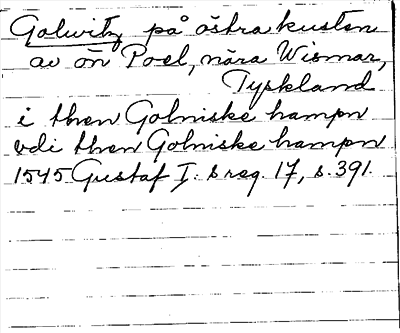 Golwitz på östra kusten
av ön Poel, nära Wismar,
Tyskland
i then Golniske hampn
vdi then Golniske hampn
1545 Gustaf I:s reg. 17, s. 391.